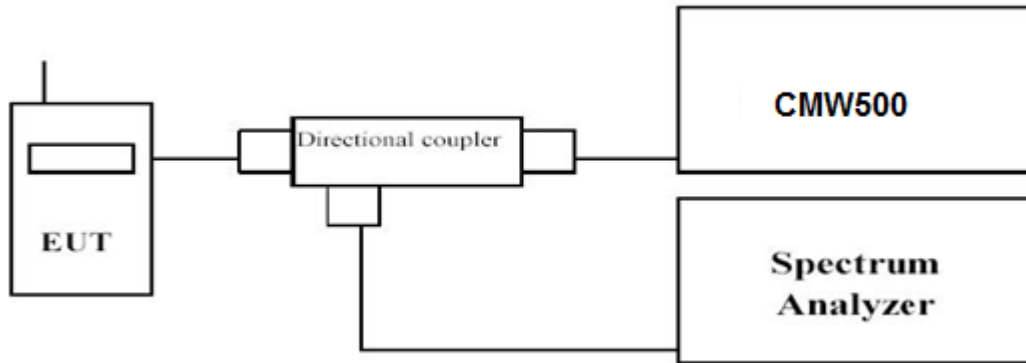 EUT
Directional coupler
CMW500
Spectrum
Analyzer